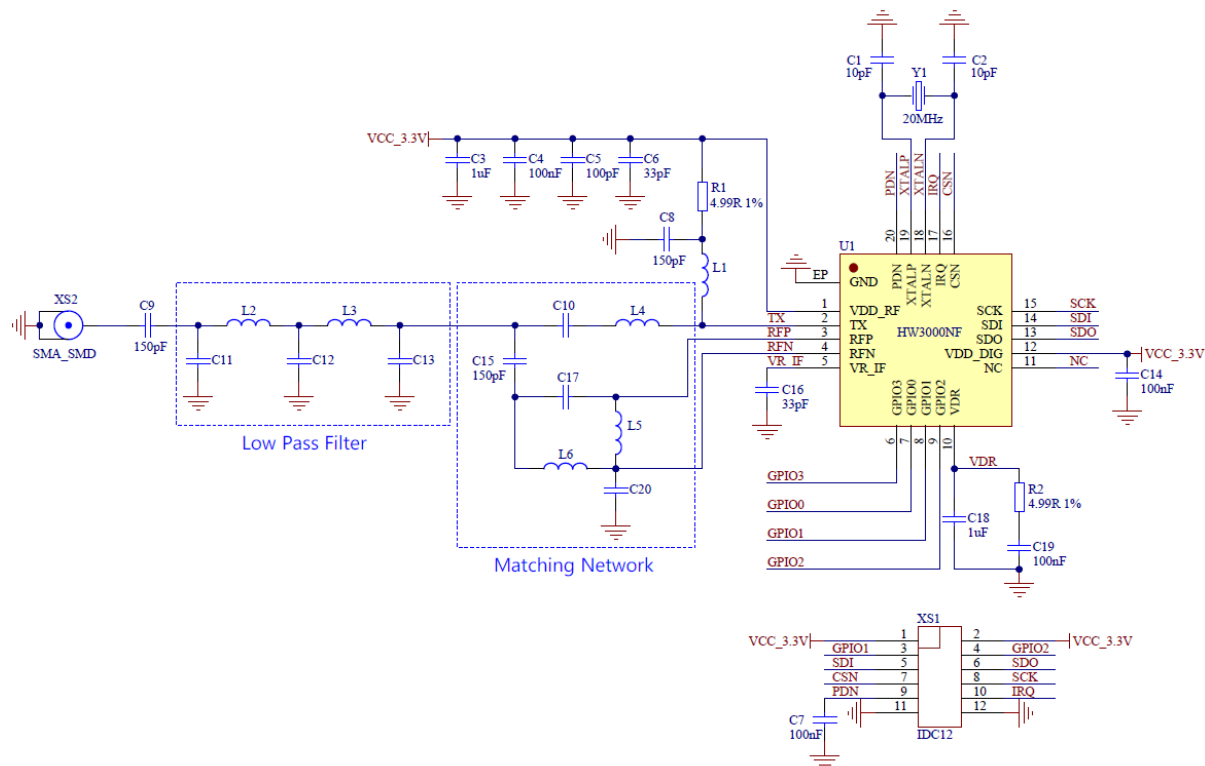 C1
10pF
C2
10pF
Y1
20MHz
VCC_3.3V
C3
1uF
C4
100nF
C5
100pF
C6
33pF
R1
4.99R 1%
PDN
XTALP
XTALN
IRQ
CSN
20
19
18
17
16
C8
150pF
L1
U1
EP
GND
PDN
XTALP
XTALN
IRQ
CSN
XS2
SMA_SMD
C9
150pF
L2
L3
C11
C12
C13
Low Pass Filter
C10
L4
C15
150pF
C17
L5
L6
C20
Matching Network
TX
RFP
RFN
VR_IF
1
2
3
4
5
VDD_RF
TX
RFP
RFN
VR_IF
HW3000NF
SCK
SDI
SDO
VDD_DIG
NC
15
14
13
12
11
SCK
SDI
SDO
VCC_3.3V
NC
C14
100nF
C16
33pF
GPIO3
GPIO0
GPIO1
GPIO2
VDR
6
7
8
9
10
GPIO3
GPIO0
GPIO1
GPIO2
VDR
R2
4.99R 1%
C18
1uF
C19
100nF
XS1
VCC_3.3V
1
2
VCC_3.3V
GPIO1
3
4
GPIO2
SDI
5
6
SDO
CSN
7
8
SCK
PDN
9
10
IRQ
11
12
C7
100nF
IDC12